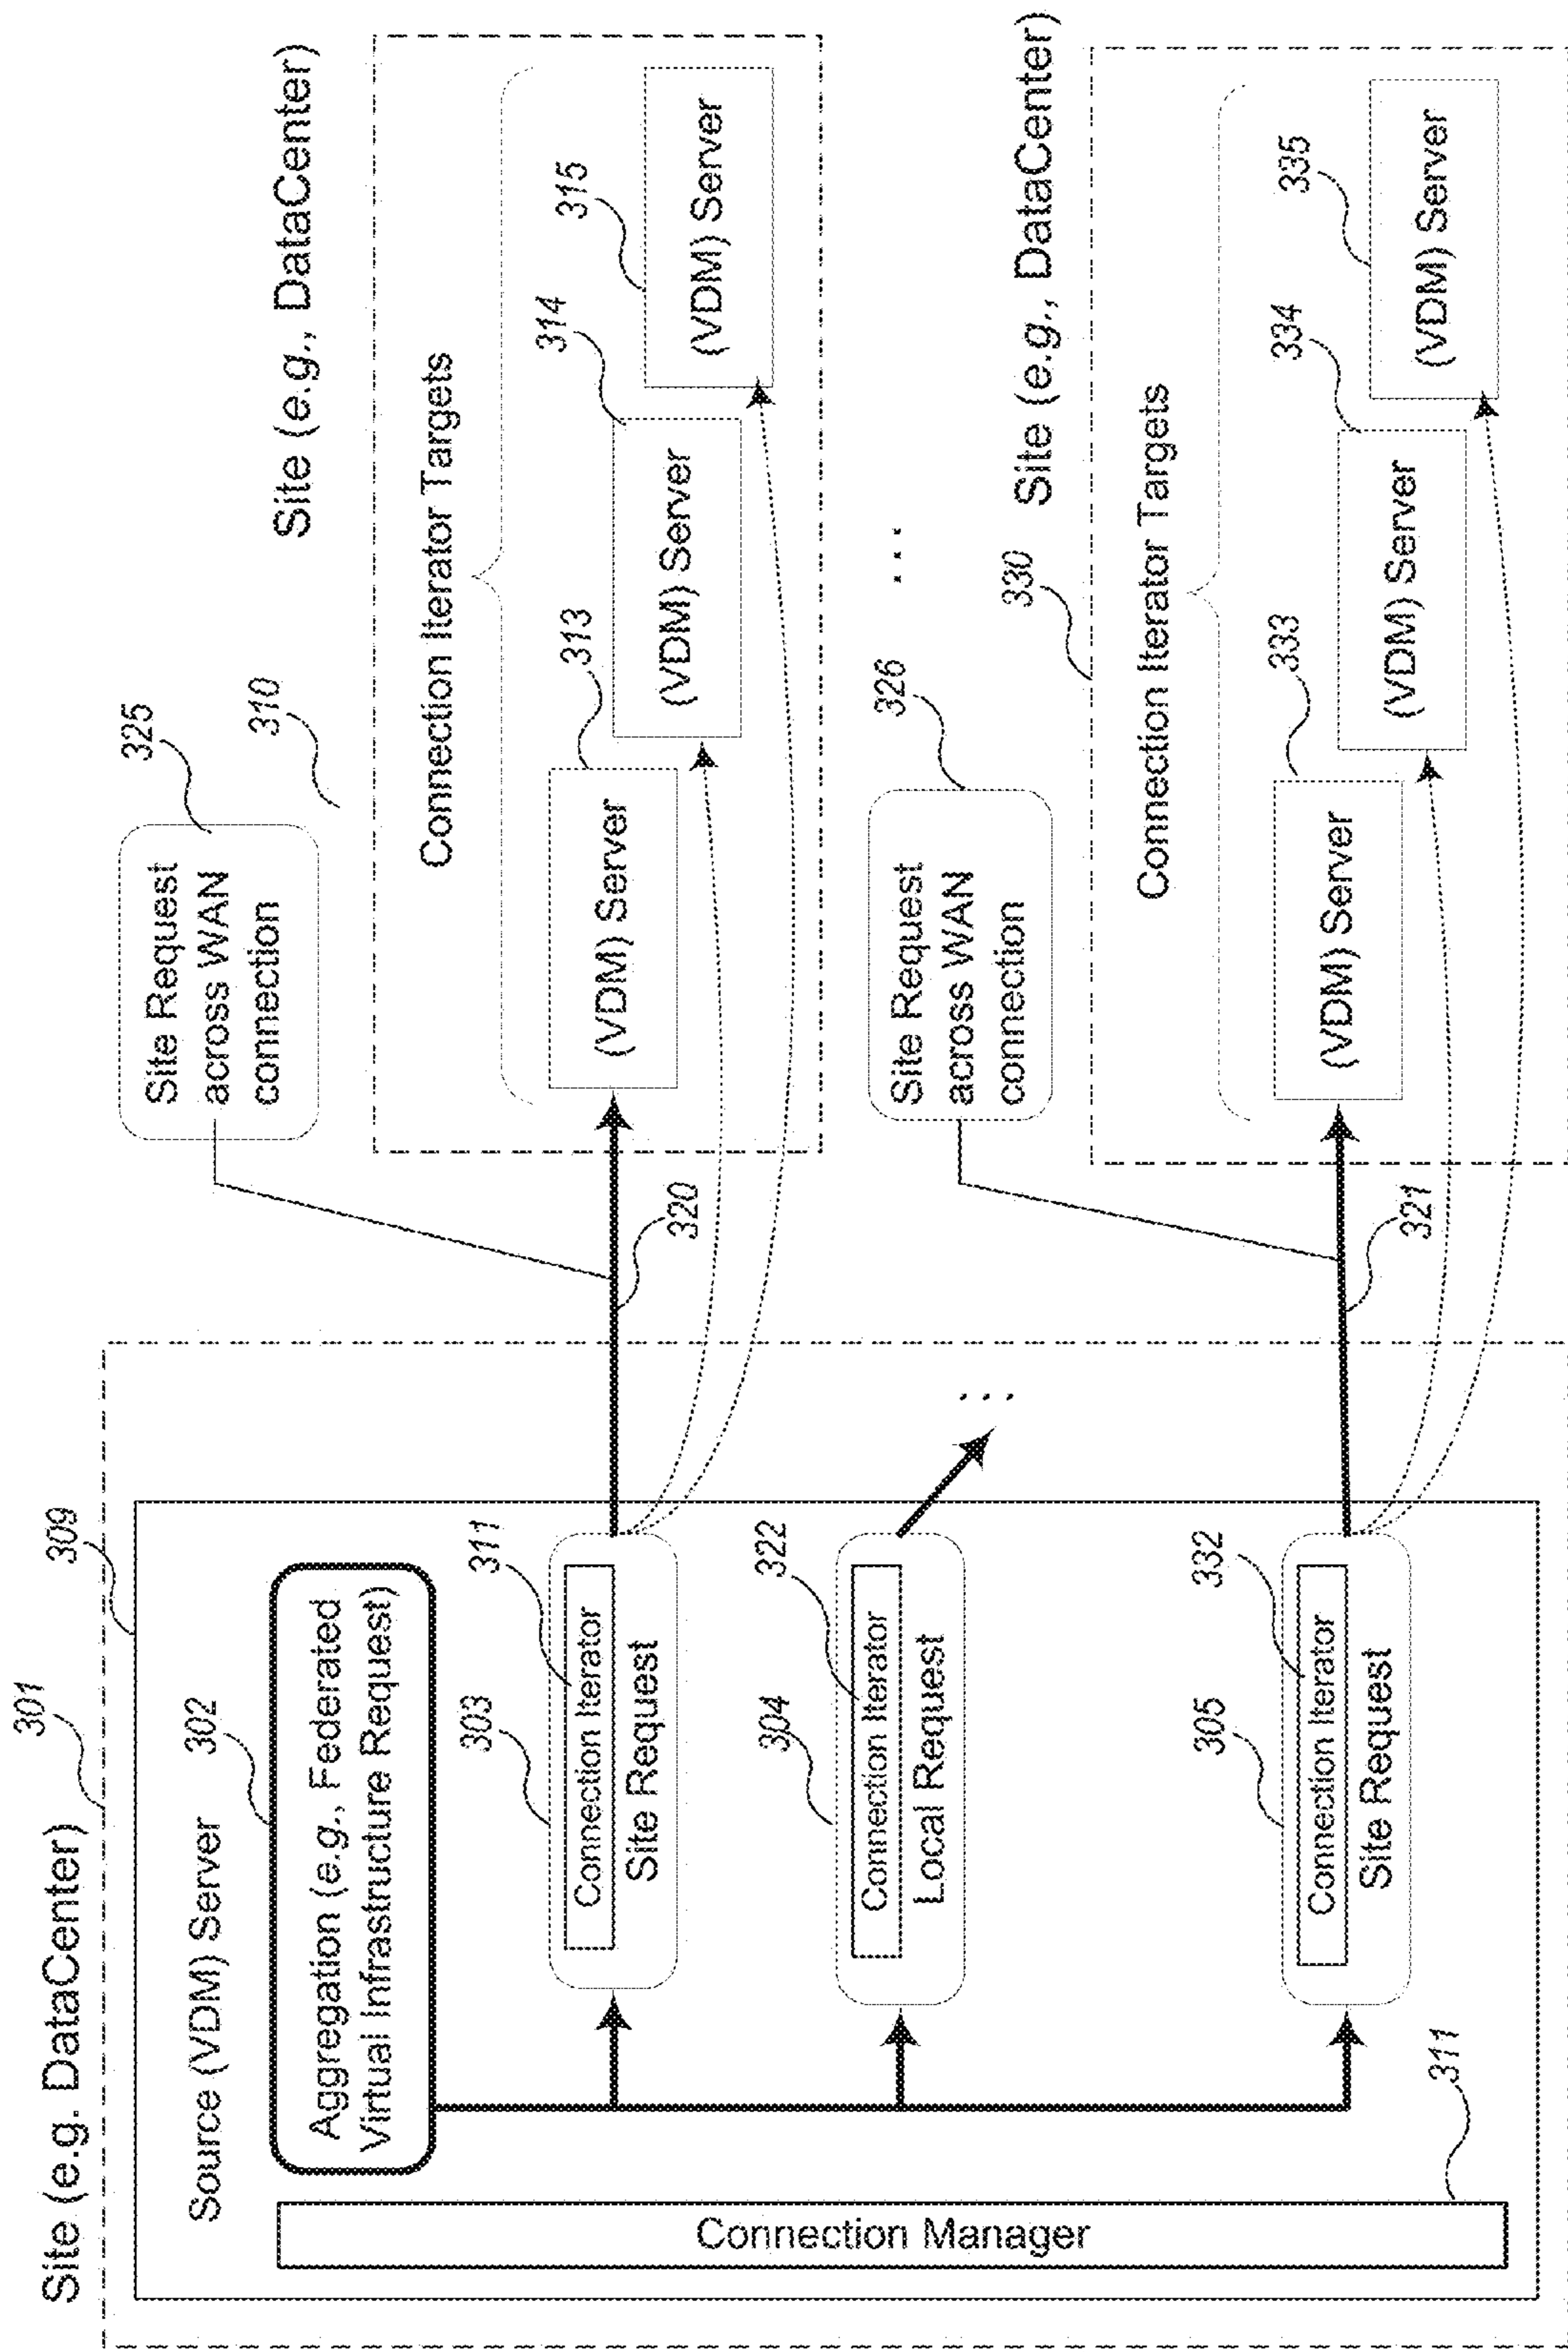 Site (e.g. DataCenter)
301
309
Source (VDM) Server
302
Aggregation (e.g., Federated
Virtual Infrastructure Request)
303
311
Connection Iterator
Site Request
304
322
Connection Iterator
Local Request
305
332
Connection Iterator
Site Request
Connection Manager
311
. . .
320
321
325
Site Request
across WAN
connection
310
Site (e.g., DataCenter)
Connection Iterator Targets
313
(VDM) Server
314
(VDM) Server
315
(VDM) Server
326
Site Request
across WAN
connection
. . .
330
Site (e.g., DataCenter)
Connection Iterator Targets
333
(VDM) Server
334
(VDM) Server
335
(VDM) Server